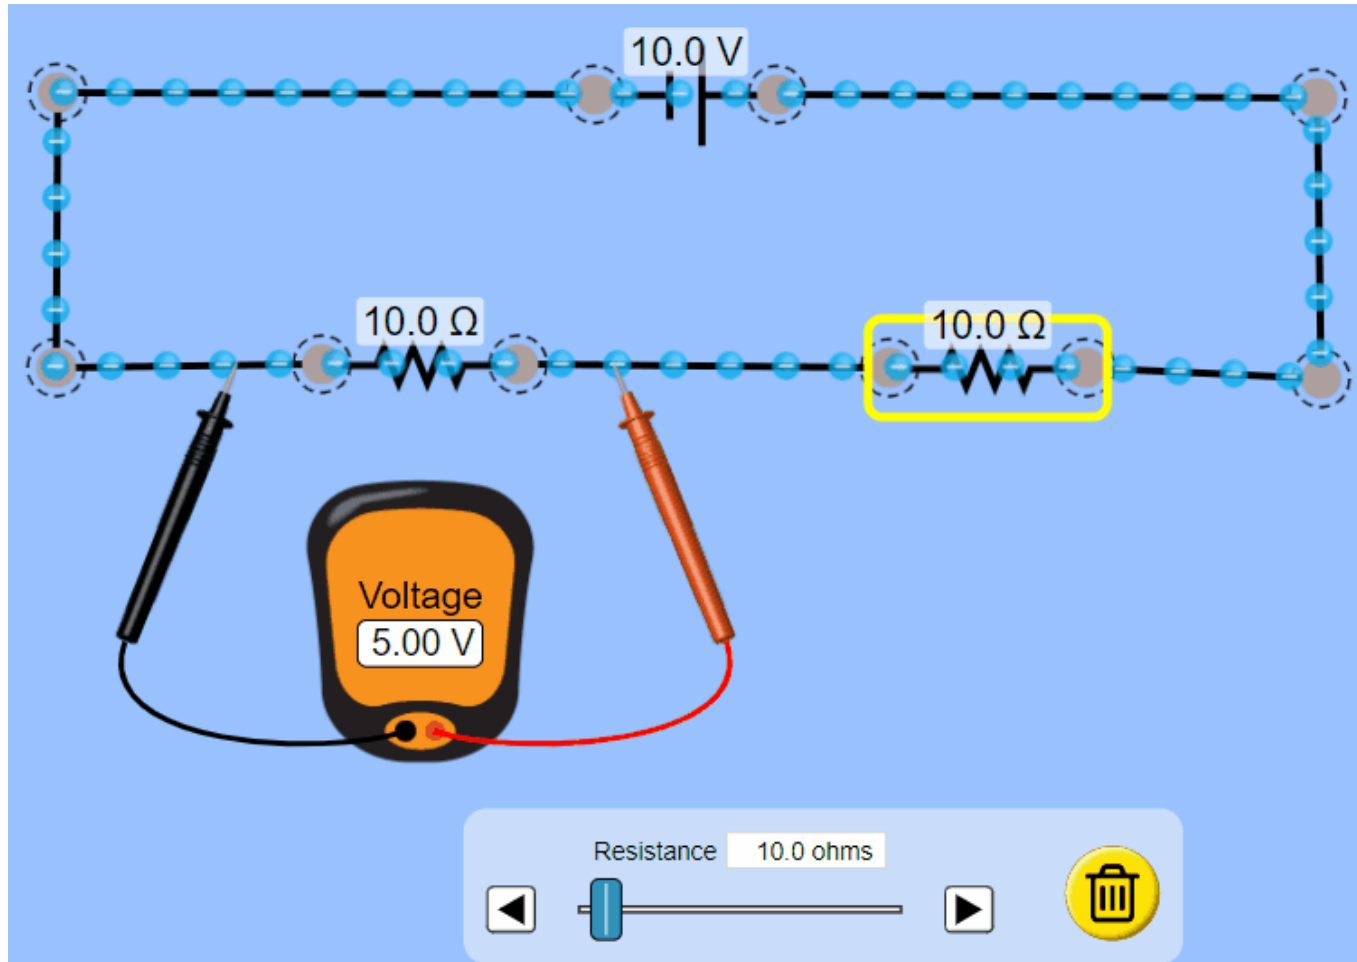 10.0 V
10.0 Ω
10.0 Ω
Voltage
5.00 V
Resistance 10.0 ohms